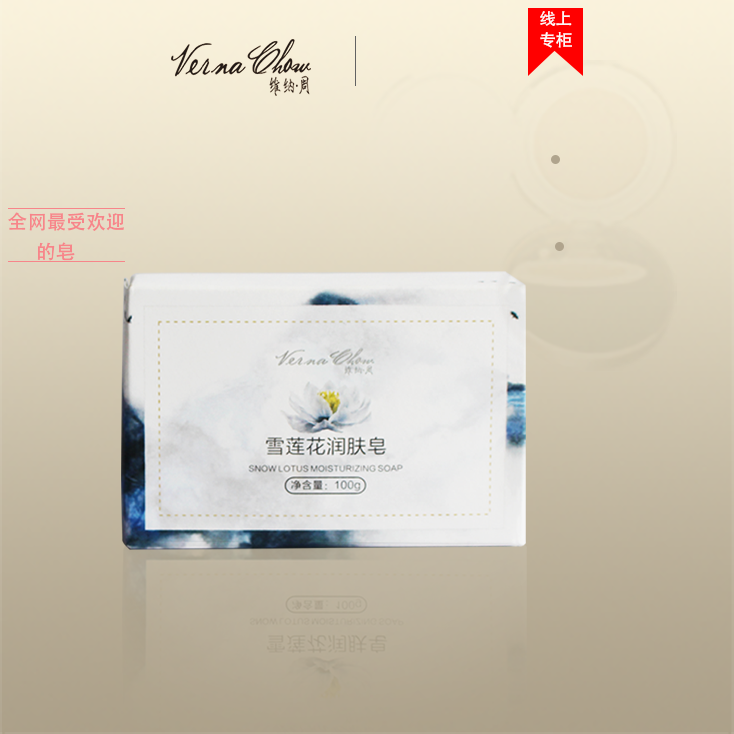 Verna Chow
维纳·周
线上
专柜
全网最受欢迎
的皂
Verna Chow
维纳·周
雪莲花润肤皂
SNOW LOTUS MOISTURIZING SOAP
净含量：100g